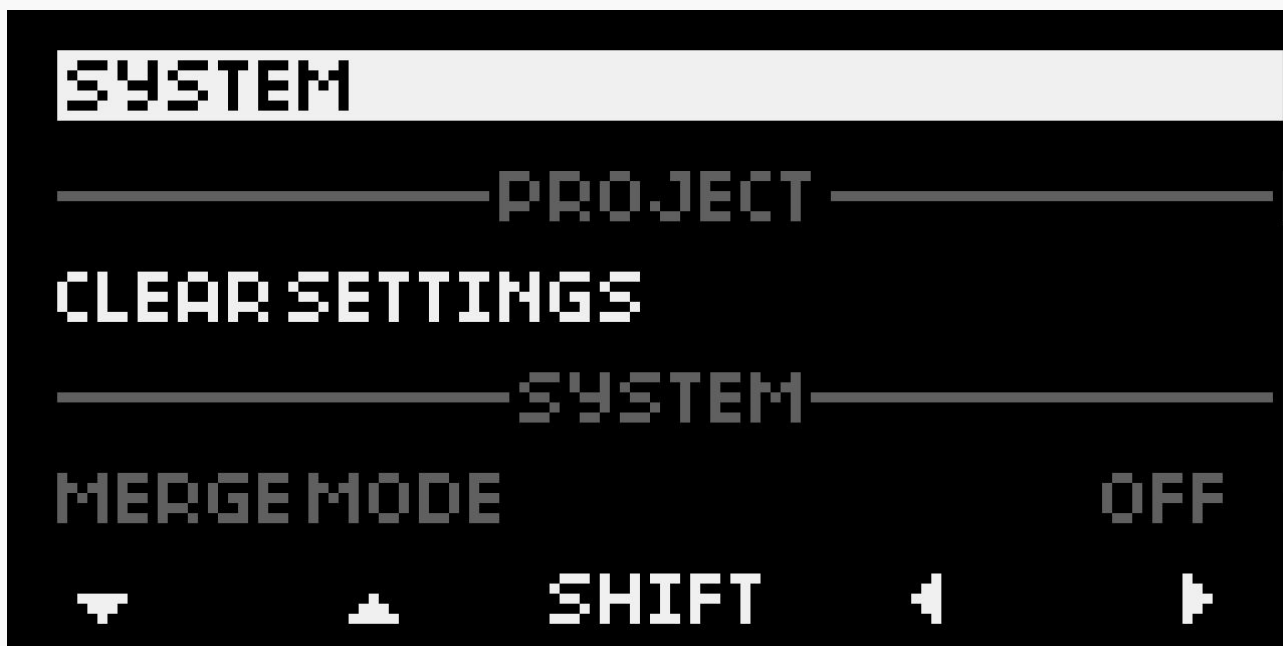 SYSTEM
PROJECT
CLEAR SETTINGS
SYSTEM
MERGE MODE OFF
SHIFT